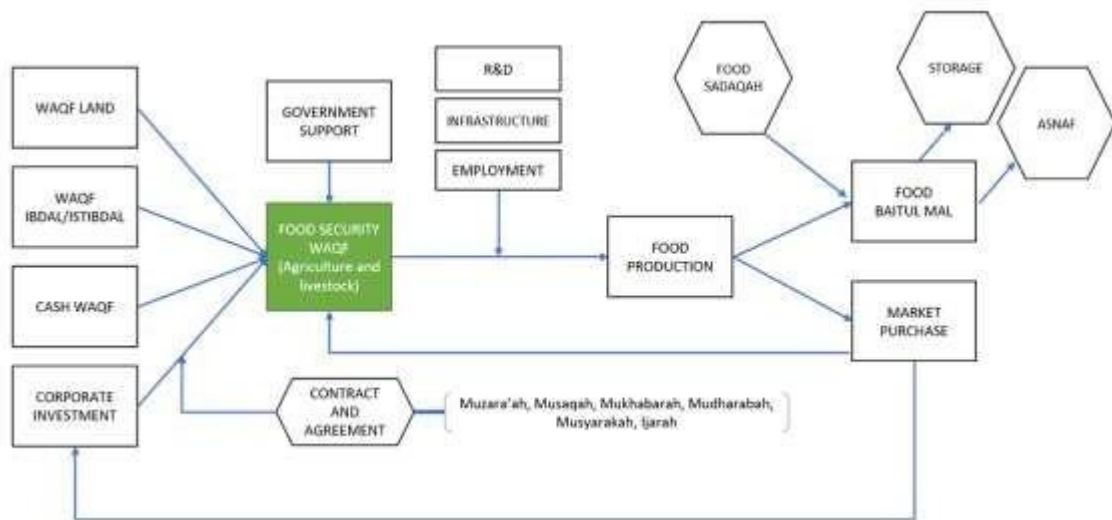 WAQF LAND
WAQF
IBDAL/ISTIBDAL
CASH WAQF
CORPORATE
INVESTMENT
GOVERNMENT
SUPPORT
FOOD SECURITY
WAQF
(Agriculture and
livestock)
CONTRACT
AND
AGREEMENT
Muzara'ah, Musaqah, Mukhabarah, Mudharabah,
Musyarakah, Ijarah
R&D
INFRASTRUCTURE
EMPLOYMENT
FOOD
PRODUCTION
FOOD
SADAQAH
STORAGE
ASNAF
FOOD
BAITUL MAL
MARKET
PURCHASE